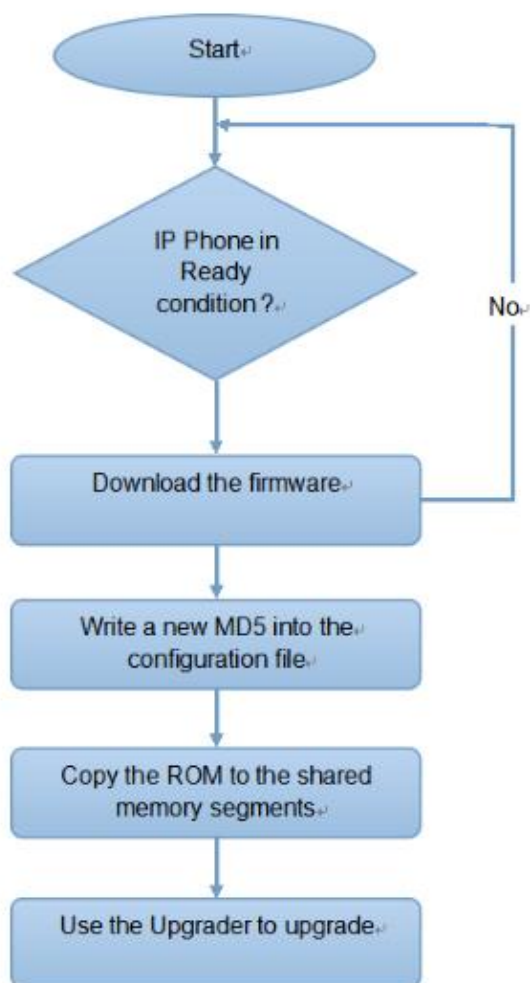 Start
IP Phone in
Ready
condition ?
No
Download the firmware
Write a new MD5 into the
configuration file
Copy the ROM to the shared
memory segments
Use the Upgrader to upgrade